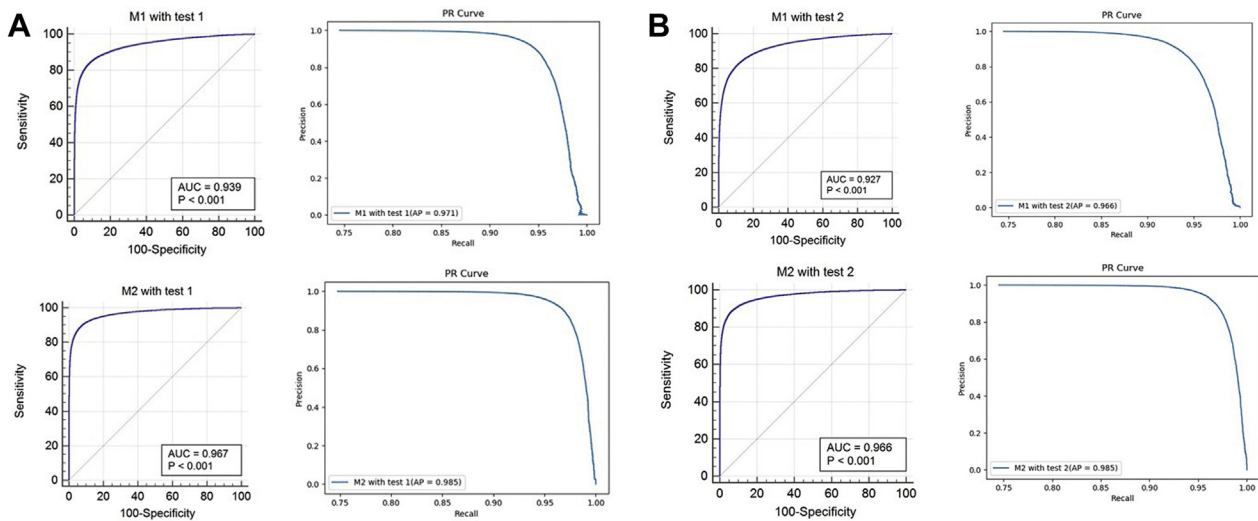 A
M1 with test 1
100
80
60
40
20
0
Sensitivity
AUC = 0.939
P < 0.001
0 20 40 60 80 100
100-Specificity
PR Curve
1.0
0.8
0.6
0.4
0.2
0.0
Precision
M1 with test 1(AP = 0.971)
0.75 0.80 0.85 0.90 0.95 1.00
Recall
B
M1 with test 2
100
80
60
40
20
0
Sensitivity
AUC = 0.927
P < 0.001
0 20 40 60 80 100
100-Specificity
PR Curve
1.0
0.8
0.6
0.4
0.2
0.0
Precision
M1 with test 2(AP = 0.966)
0.75 0.80 0.85 0.90 0.95 1.00
Recall
M2 with test 1
100
80
60
40
20
0
Sensitivity
AUC = 0.967
P < 0.001
0 20 40 60 80 100
100-Specificity
PR Curve
1.0
0.8
0.6
0.4
0.2
0.0
Precision
M2 with test 1(AP = 0.985)
0.75 0.80 0.85 0.90 0.95 1.00
Recall
M2 with test 2
100
80
60
40
20
0
Sensitivity
AUC = 0.966
P < 0.001
0 20 40 60 80 100
100-Specificity
PR Curve
1.0
0.8
0.6
0.4
0.2
0.0
Precision
M2 with test 2(AP = 0.985)
0.75 0.80 0.85 0.90 0.95 1.00
Recall